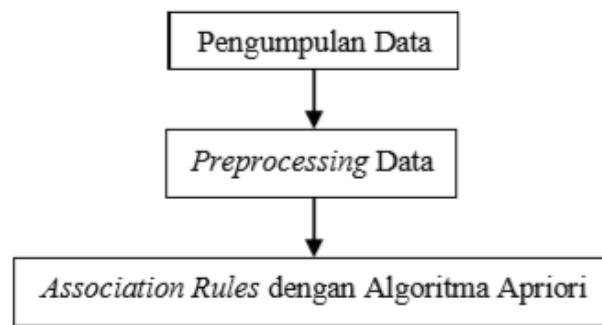 Pengumpulan Data
Preprocessing Data
Association Rules dengan Algoritma Apriori